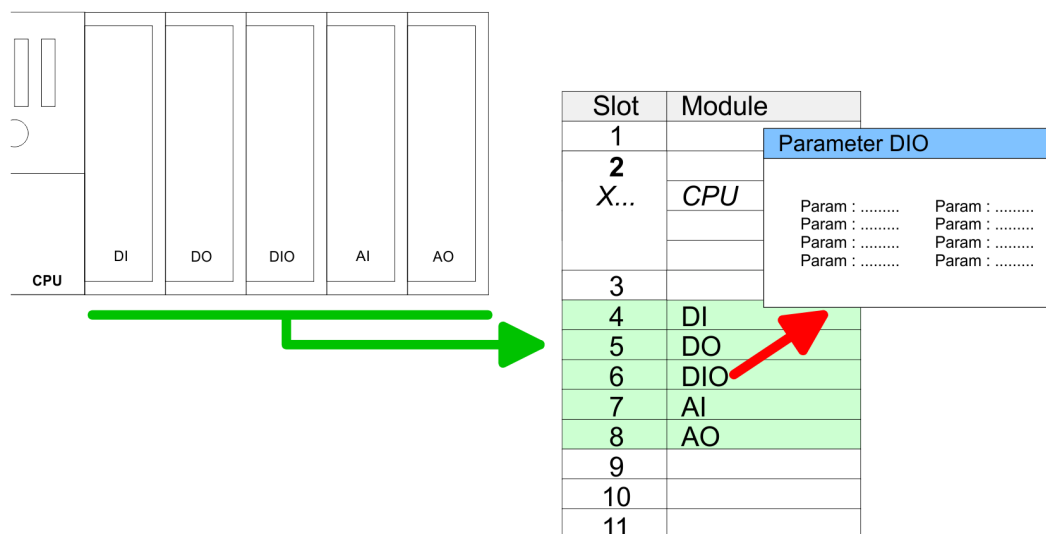 DI DO DIO AI AO
CPU
Slot Module
1
Parameter DIO
2
X... CPU
Param : ......... Param : .........
Param : ......... Param : .........
Param : ......... Param : .........
Param : ......... Param : .........
3
4 DI
5 DO
6 DIO
7 AI
8 AO
9
10
11